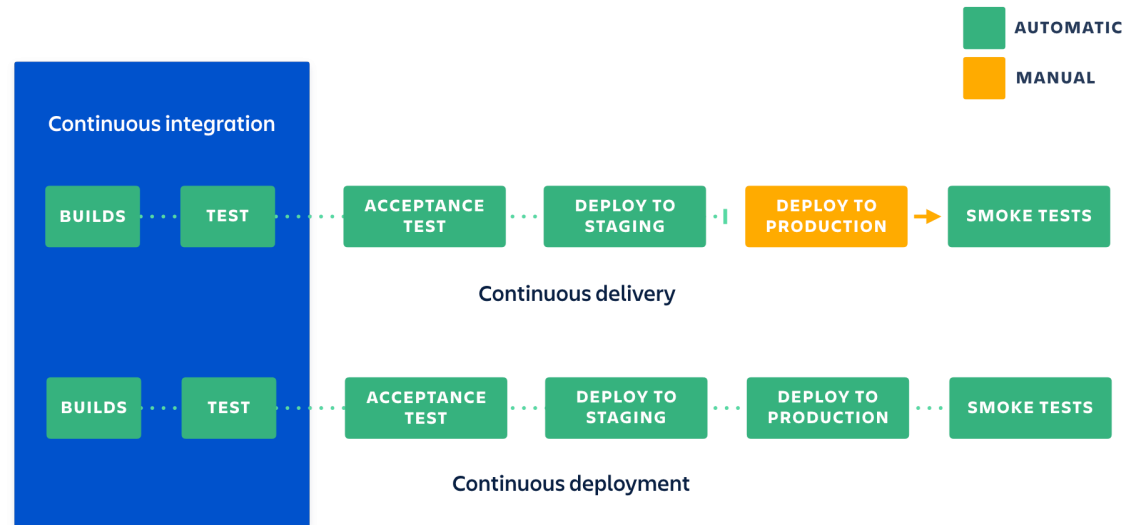 AUTOMATIC
MANUAL
Continuous integration
BUILDS
TEST
ACCEPTANCE
TEST
DEPLOY TO
STAGING
DEPLOY TO
PRODUCTION
SMOKE TESTS
Continuous delivery
BUILDS
TEST
ACCEPTANCE
TEST
DEPLOY TO
STAGING
DEPLOY TO
PRODUCTION
SMOKE TESTS
Continuous deployment